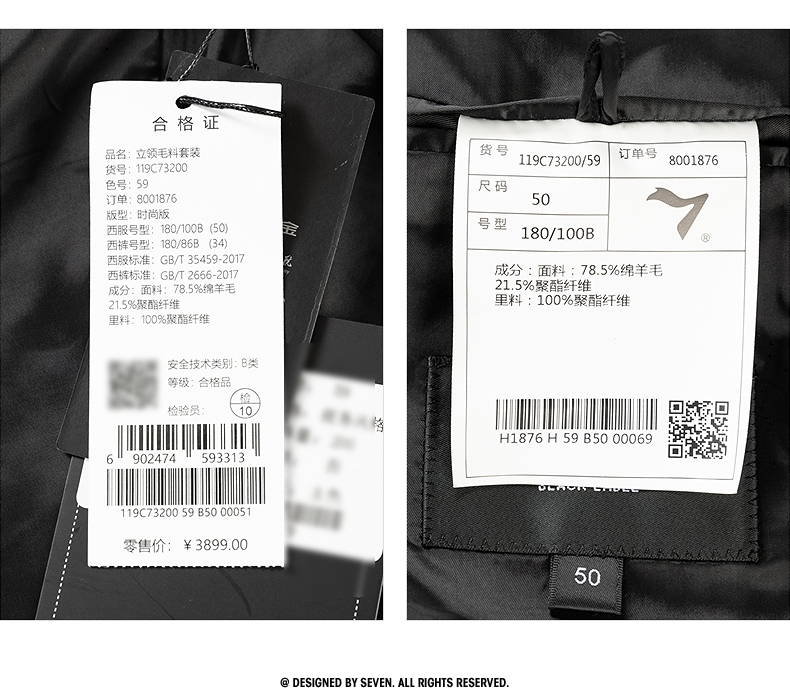 合格证
品名：立领毛料套装
货号：119C73200
色号：59
订单：8001876
版型：时尚版
西服号型：180/100B (50)
西裤号型：180/86B (34)
西服标准：GB/T 35459-2017
西裤标准：GB/T 2666-2017
成分：面料：78.5%绵羊毛
21.5%聚酯纤维
里料：100%聚酯纤维
安全技术类别：B类
等级：合格品
检验员：
检
10
6 902474 593313
119C73200 59 B50 00051
零售价：￥3899.00
金
格
货号 119C73200/59 订单号 8001876
尺码 50
号型 180/100B
®
成分：面料：78.5%绵羊毛
21.5%聚酯纤维
里料：100%聚酯纤维
H1876 H 59 B50 00069
BLACK LABEL
50
@ DESIGNED BY SEVEN. ALL RIGHTS RESERVED.